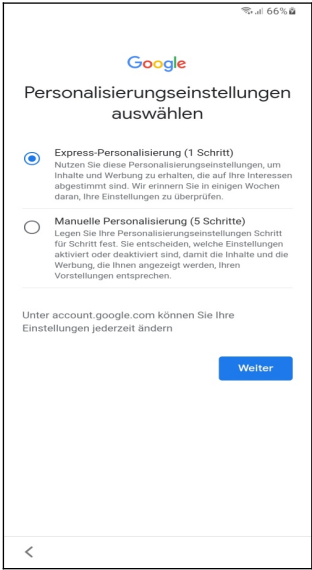 66%
Google
Personalisierungseinstellungen
auswählen
Express-Personalisierung (1 Schritt)
Nutzen Sie diese Personalisierungseinstellungen, um
Inhalte und Werbung zu erhalten, die auf Ihre Interessen
abgestimmt sind. Wir erinnern Sie in einigen Wochen
daran, Ihre Einstellungen zu überprüfen.
Manuelle Personalisierung (5 Schritte)
Legen Sie Ihre Personalisierungseinstellungen Schritt
für Schritt fest. Sie entscheiden, welche Einstellungen
aktiviert oder deaktiviert sind, damit die Inhalte und die
Werbung, die Ihnen angezeigt werden, Ihren
Vorstellungen entsprechen.
Unter account.google.com können Sie Ihre
Einstellungen jederzeit ändern
Weiter